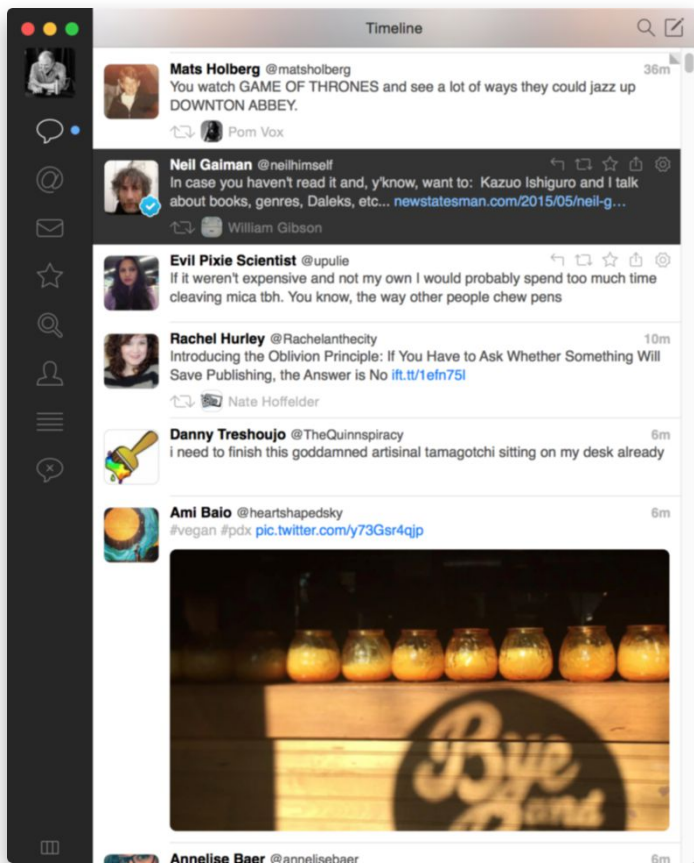 Timeline
Mats Holberg @matsholberg
36m
You watch GAME OF THRONES and see a lot of ways they could jazz up
DOWNTON ABBEY.
Pom Vox
Neil Gaiman @neilhimself
In case you haven't read it and, y'know, want to: Kazuo Ishiguro and I talk
about books, genres, Daleks, etc... newstatesman.com/2015/05/neil-g...
William Gibson
Evil Pixie Scientist @upulie
If it weren't expensive and not my own I would probably spend too much time
cleaving mica tbh. You know, the way other people chew pens
Rachel Hurley @Rachelanthecity
10m
Introducing the Oblivion Principle: If You Have to Ask Whether Something Will
Save Publishing, the Answer is No ift.tt/1efn75l
Nate Hoffelder
Danny Treshoujo @TheQuinnspiracy
6m
i need to finish this goddamned artisinal tamagotchi sitting on my desk already
Ami Baio @heartshapedsky
6m
#vegan #pdx pic.twitter.com/y73Gsr4qjp
Bye
and
Annelise Baer @annelisebaer
6m